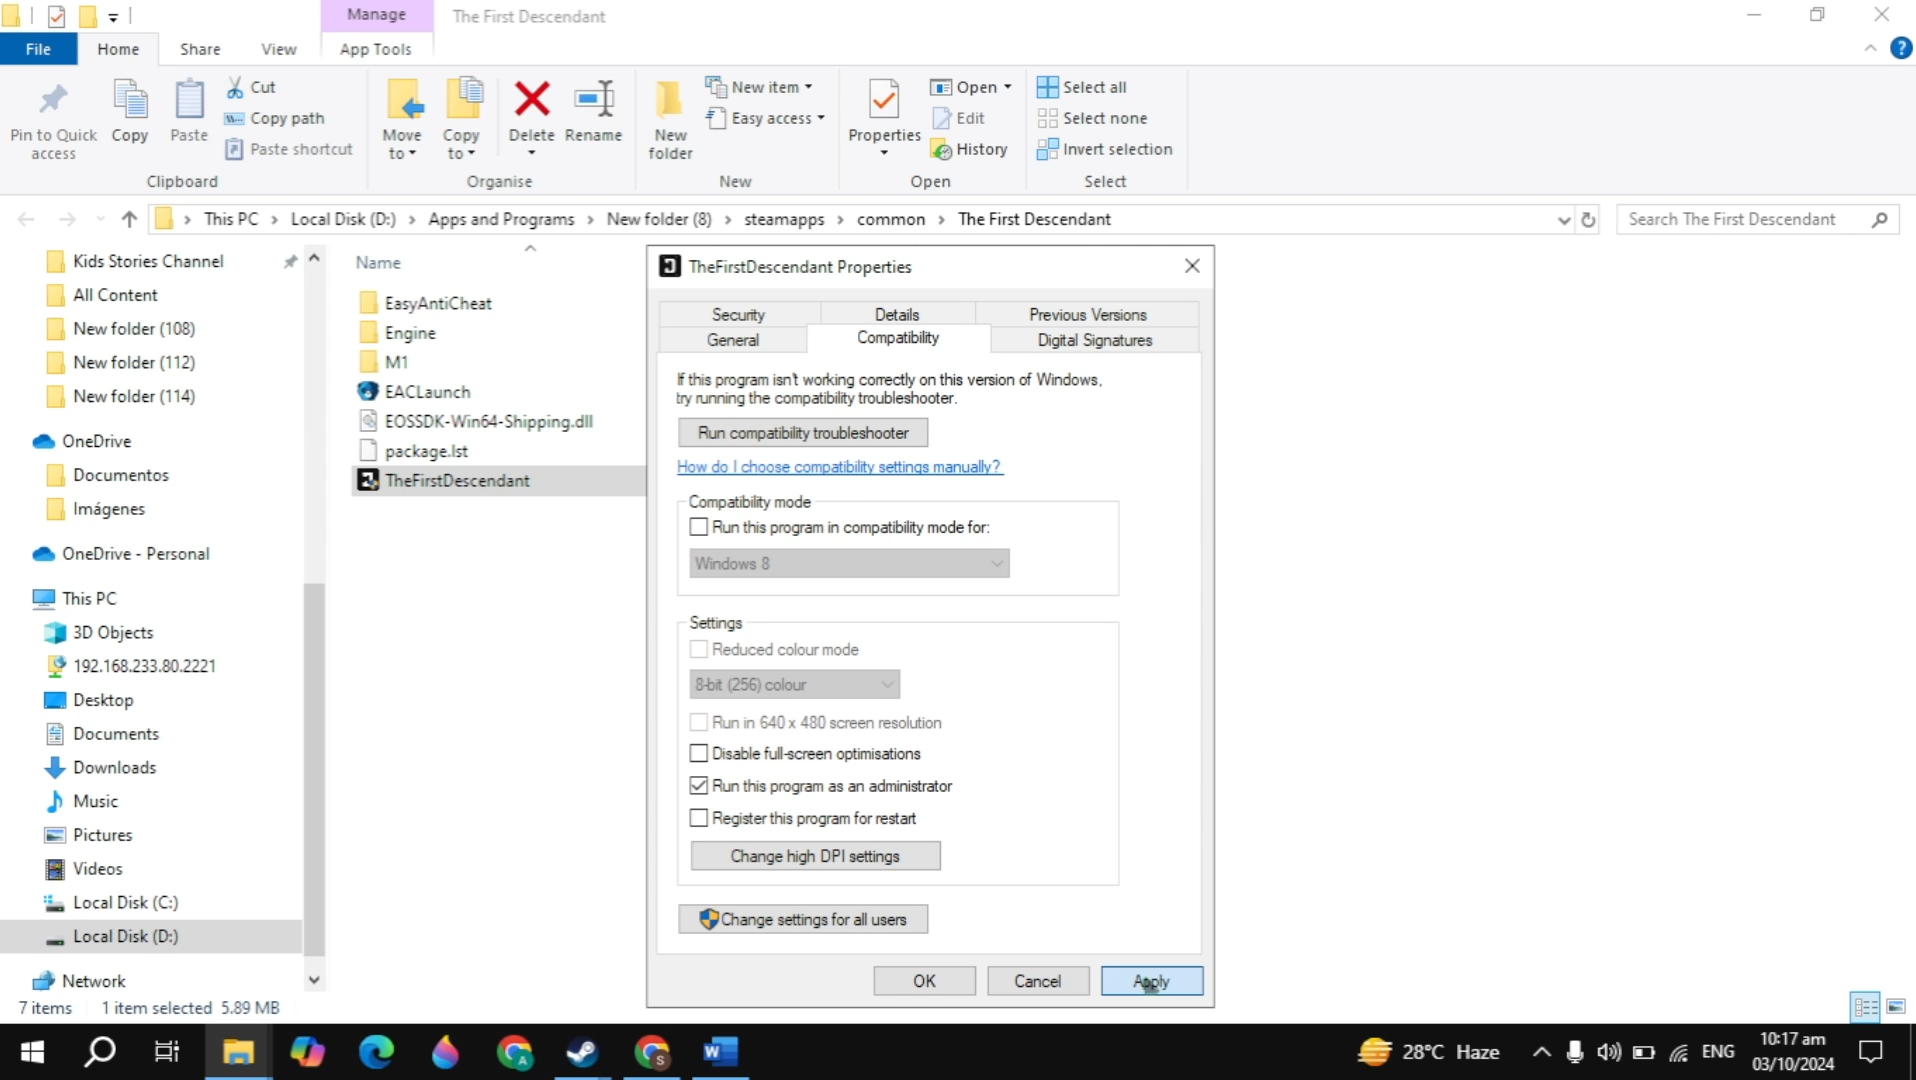 Manage
The First Descendant
File
Home
Share
View
App Tools
Pin to Quick access
Copy
Paste
Cut
Copy path
Paste shortcut
Clipboard
Move to
Copy to
Delete
Rename
Organise
New folder
New item
Easy access
New
Properties
Open
Edit
History
Open
Select all
Select none
Invert selection
Select
This PC
Local Disk (D:)
Apps and Programs
New folder (8)
steamapps
common
The First Descendant
Search The First Descendant
Kids Stories Channel
All Content
New folder (108)
New folder (112)
New folder (114)
OneDrive
Documentos
Imágenes
OneDrive - Personal
This PC
3D Objects
192.168.233.80.2221
Desktop
Documents
Downloads
Music
Pictures
Videos
Local Disk (C:)
Local Disk (D:)
Network
Name
EasyAntiCheat
Engine
M1
EACLaunch
EOSSDK-Win64-Shipping.dll
package.lst
TheFirstDescendant
TheFirstDescendant Properties
Security
Details
Previous Versions
General
Compatibility
Digital Signatures
If this program isn't working correctly on this version of Windows,
try running the compatibility troubleshooter.
Run compatibility troubleshooter
How do I choose compatibility settings manually?
Compatibility mode
Run this program in compatibility mode for:
Windows 8
Settings
Reduced colour mode
8-bit (256) colour
Run in 640 x 480 screen resolution
Disable full-screen optimisations
Run this program as an administrator
Register this program for restart
Change high DPI settings
Change settings for all users
OK
Cancel
Apply
7 items
1 item selected 5.89 MB
28°C Haze
ENG
10:17 am
03/10/2024